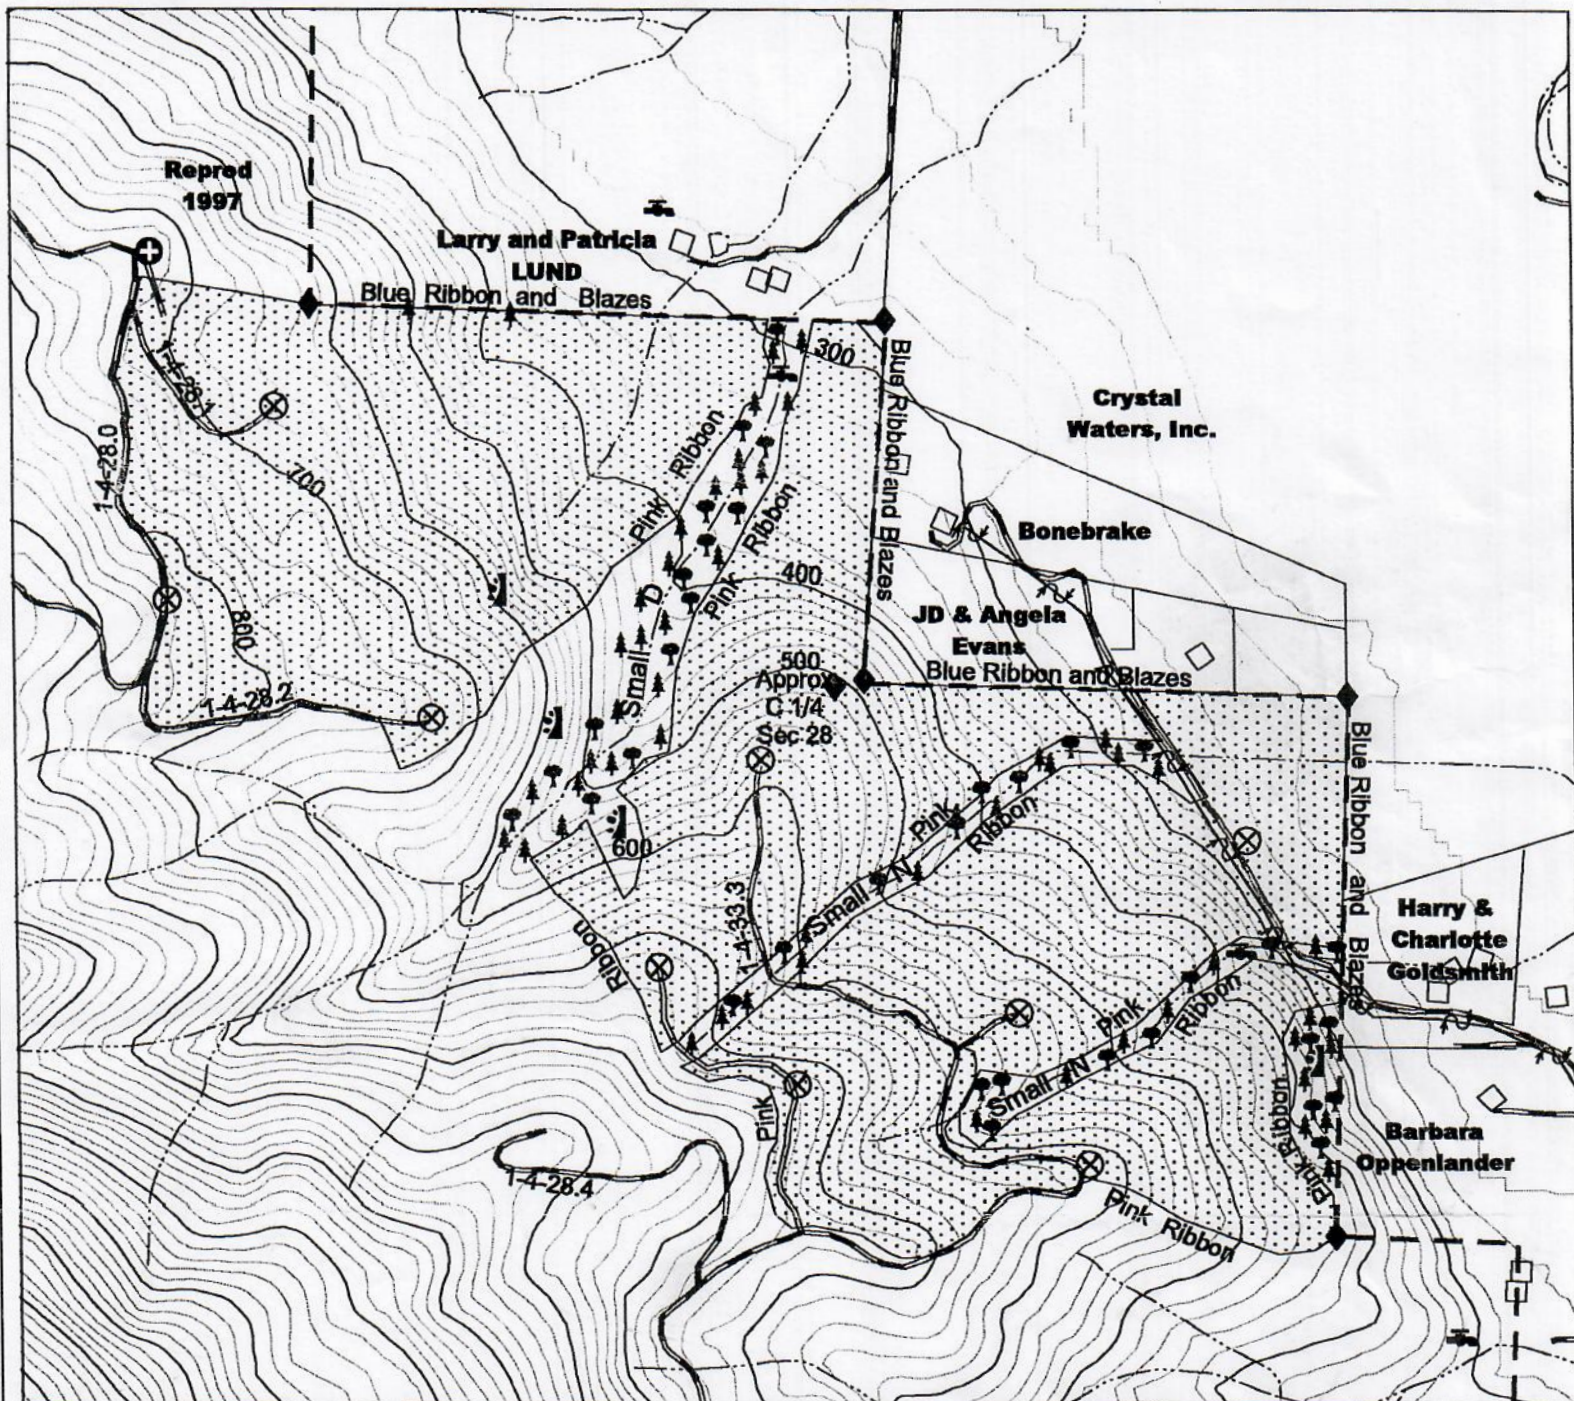 Reprod
1997
Larry and Patricia
LUND
Blue Ribbon and Blazes
300
Blue Ribbon and Blazes
Crystal
Waters, Inc.
1-4-28.1
1-4-28.0
700
Pink Ribbon
Pink Ribbon
Bonebrake
400
JD & Angela
Evans
Blue Ribbon and Blazes
800
Small D
500
Approx
C 1/4
Sec 28
1-4-28.2
Blue Ribbon and Blazes
Pink Ribbon
600
Small N
1-4-33.3
Harry &
Charlotte
Goldsmith
Ribbon
Pink
Pink Ribbon
Small N
Pink Ribbon
Barbara
Oppenlander
1-4-28.4
Pink Ribbon